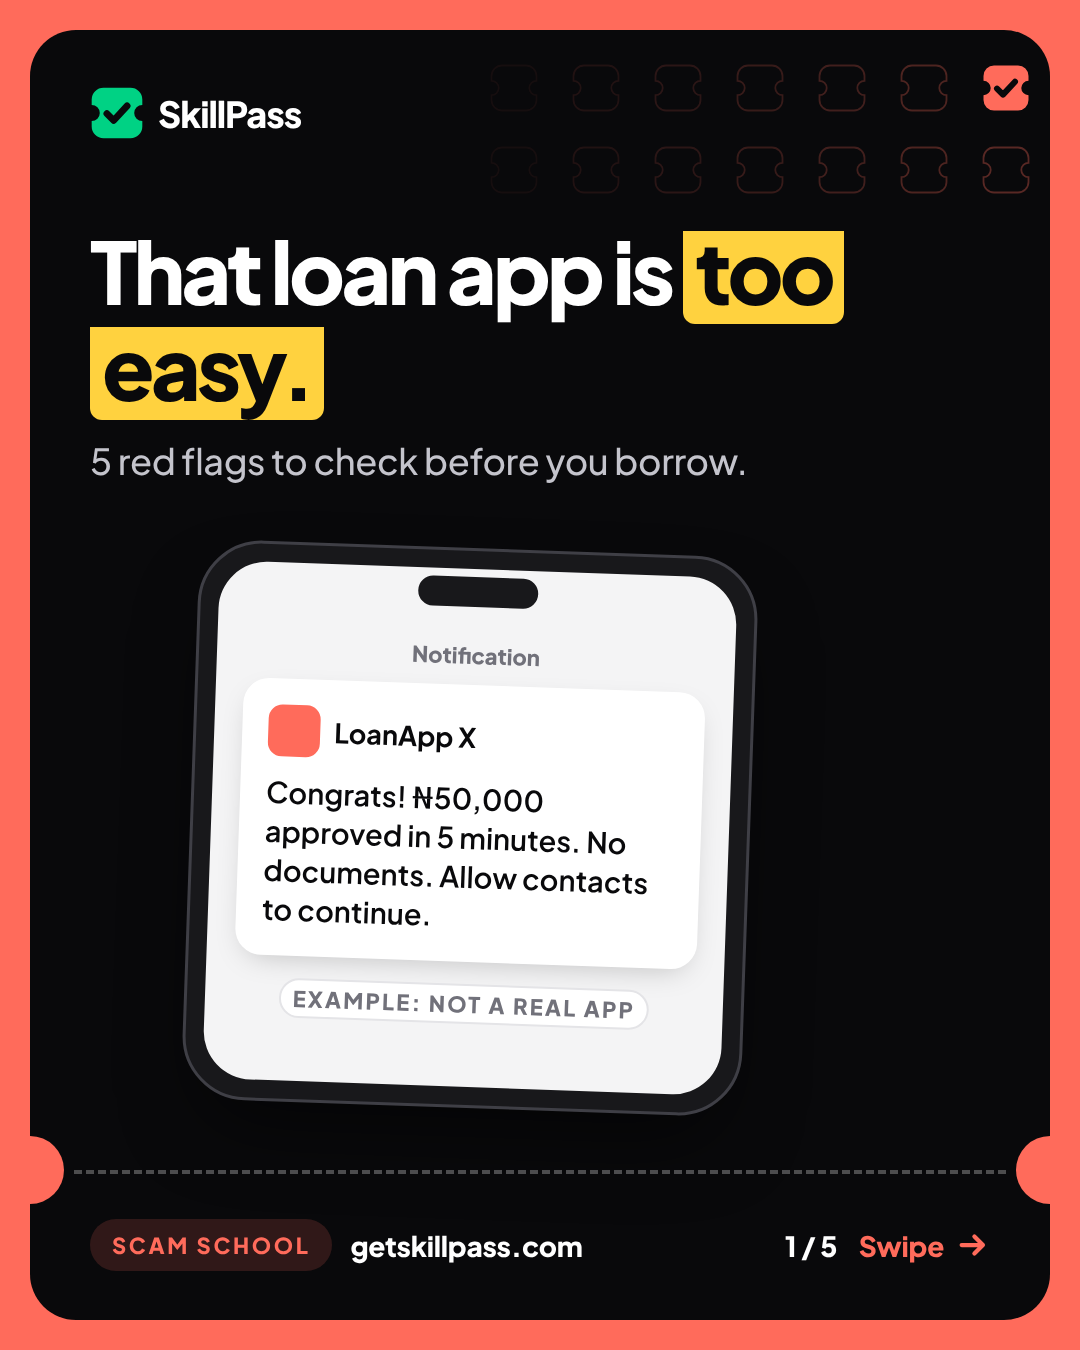 SkillPass
That loan app is too
easy.
5 red flags to check before you borrow.
Notification
LoanApp X
Congrats! ₦50,000
approved in 5 minutes. No
documents. Allow contacts
to continue.
EXAMPLE: NOT A REAL APP
SCAM SCHOOL getskillpass.com 1 / 5 Swipe →